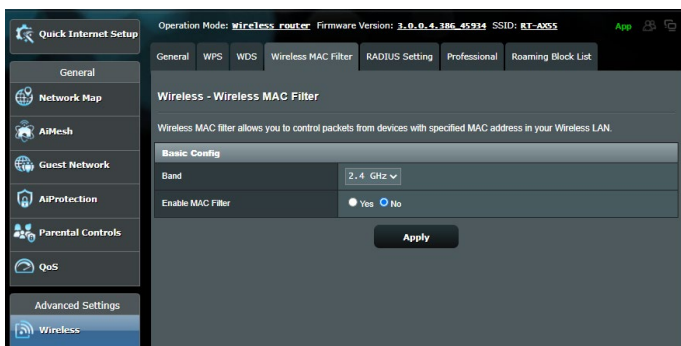 Quick Internet Setup
General
Network Map
AiMesh
Guest Network
AiProtection
Parental Controls
QoS
Advanced Settings
Wireless
Operation Mode: Wireless router Firmware Version: 3.0.0.4.386_45934 SSID: RT-AX55 App
General WPS WDS Wireless MAC Filter RADIUS Setting Professional Roaming Block List
Wireless - Wireless MAC Filter
Wireless MAC filter allows you to control packets from devices with specified MAC address in your Wireless LAN.
Basic Config
Band 2.4 GHz
Enable MAC Filter Yes No
Apply